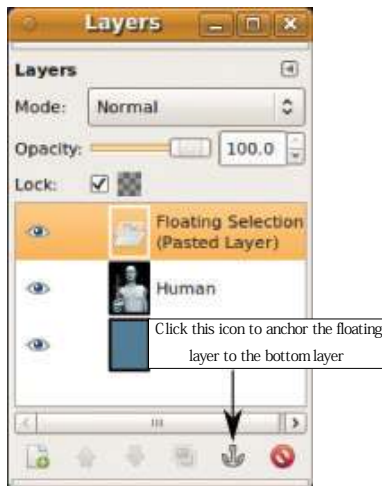 Layers
Layers
Mode: Normal
Opacity: 100.0
Lock:
Floating Selection
(Pasted Layer)
Human
Click this icon to anchor the floating
layer to the bottom layer